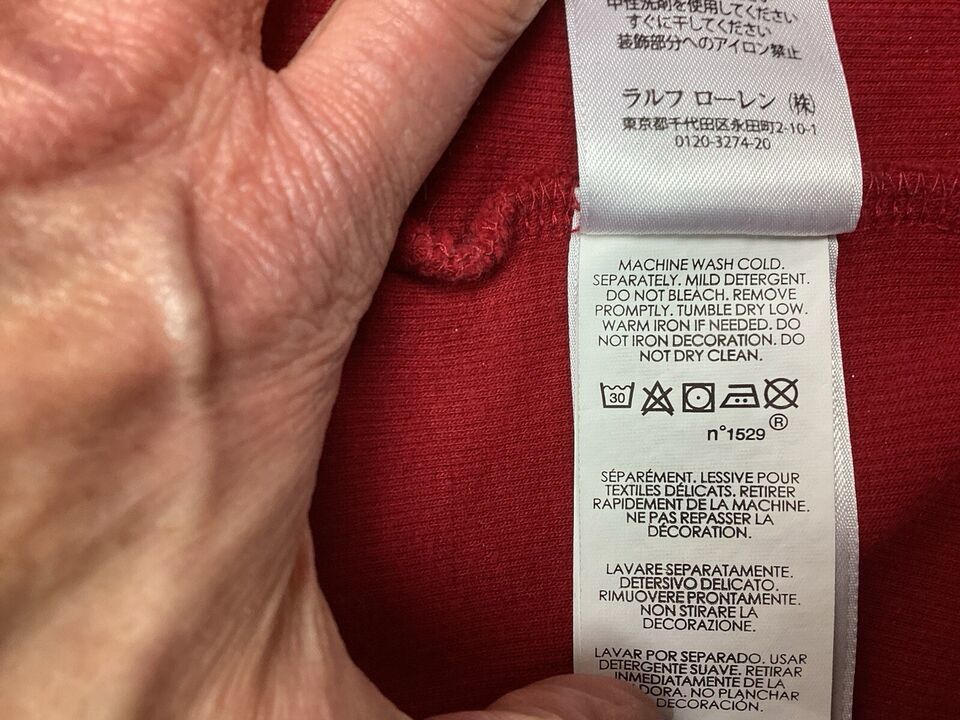 中性洗剤を使用してください
すぐに干してください
装飾部分へのアイロン禁止
ラルフ ローレン (株)
東京都千代田区永田町2-10-1
0120-3274-20
MACHINE WASH COLD.
SEPARATELY. MILD DETERGENT.
DO NOT BLEACH. REMOVE
PROMPTLY. TUMBLE DRY LOW.
WARM IRON IF NEEDED. DO
NOT IRON DECORATION. DO
NOT DRY CLEAN.
30
n°1529 ®
SÉPARÉMENT. LESSIVE POUR
TEXTILES DÉLICATS. RETIRER
RAPIDEMENT DE LA MACHINE.
NE PAS REPASSER LA
DÉCORATION.
LAVARE SEPARATAMENTE.
DETERSIVO DELICATO.
RIMUOVERE PRONTAMENTE.
NON STIRARE LA
DECORAZIONE.
LAVAR POR SEPARADO. USAR
DETERGENTE SUAVE. RETIRAR
INMEDIATAMENTE DE LA
NO PLANCHAR
DECORACIÓN.